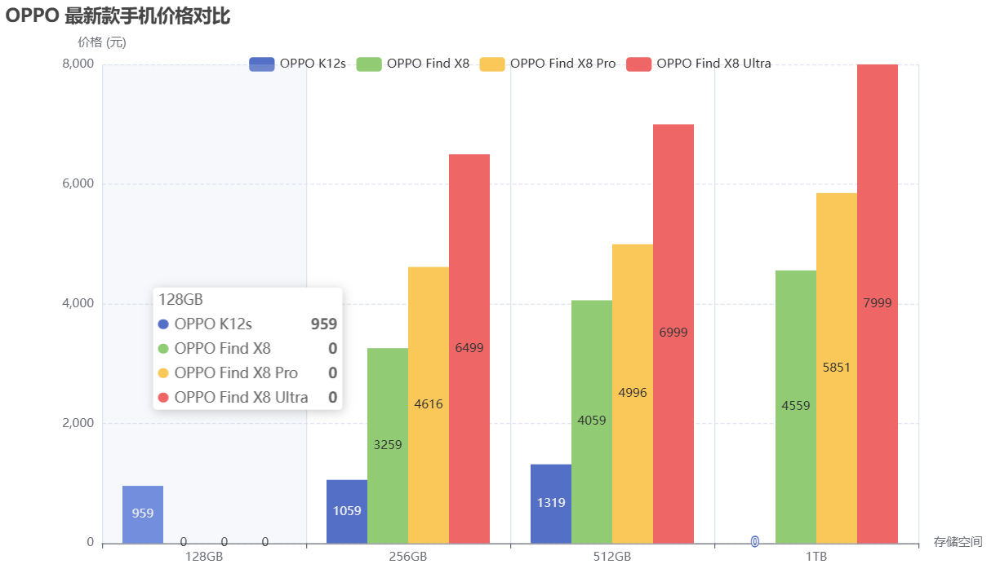 OPPO 最新款手机价格对比
价格 (元)
OPPO K12s OPPO Find X8 OPPO Find X8 Pro OPPO Find X8 Ultra
8,000
6,000
4,000
2,000
0
128GB
OPPO K12s 959
OPPO Find X8 0
OPPO Find X8 Pro 0
OPPO Find X8 Ultra 0
959 0 0 0
1059 3259 4616 6499
1319 4059 4996 6999
0 4559 5851 7999
128GB 256GB 512GB 1TB
存储空间